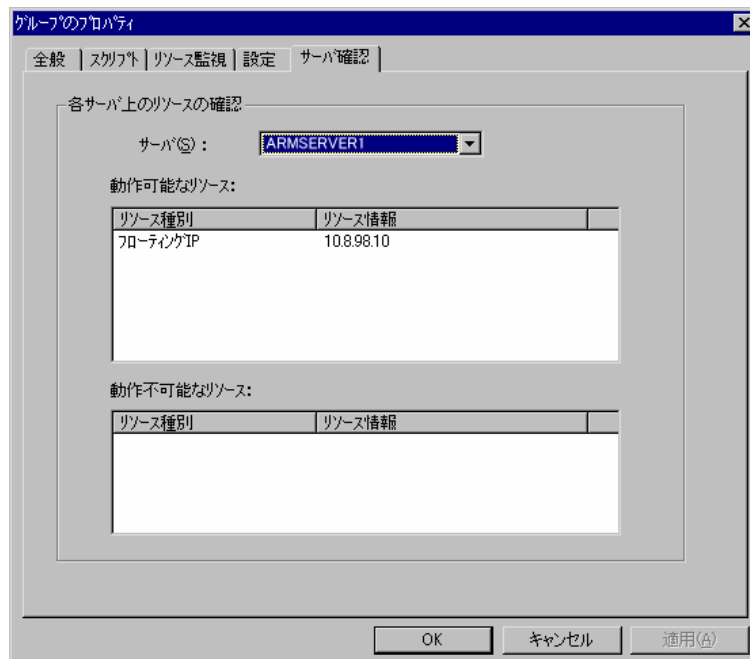 グループのプロパティ
全般 スクリプト リソース監視 設定 サーバ確認
各サーバ上のリソースの確認
サーバ(S)： ARMSERVER1
動作可能なリソース:
リソース種別 リソース情報
フローティングIP 10.8.98.10
動作不可能なリソース:
リソース種別 リソース情報
OK キャンセル 適用(A)